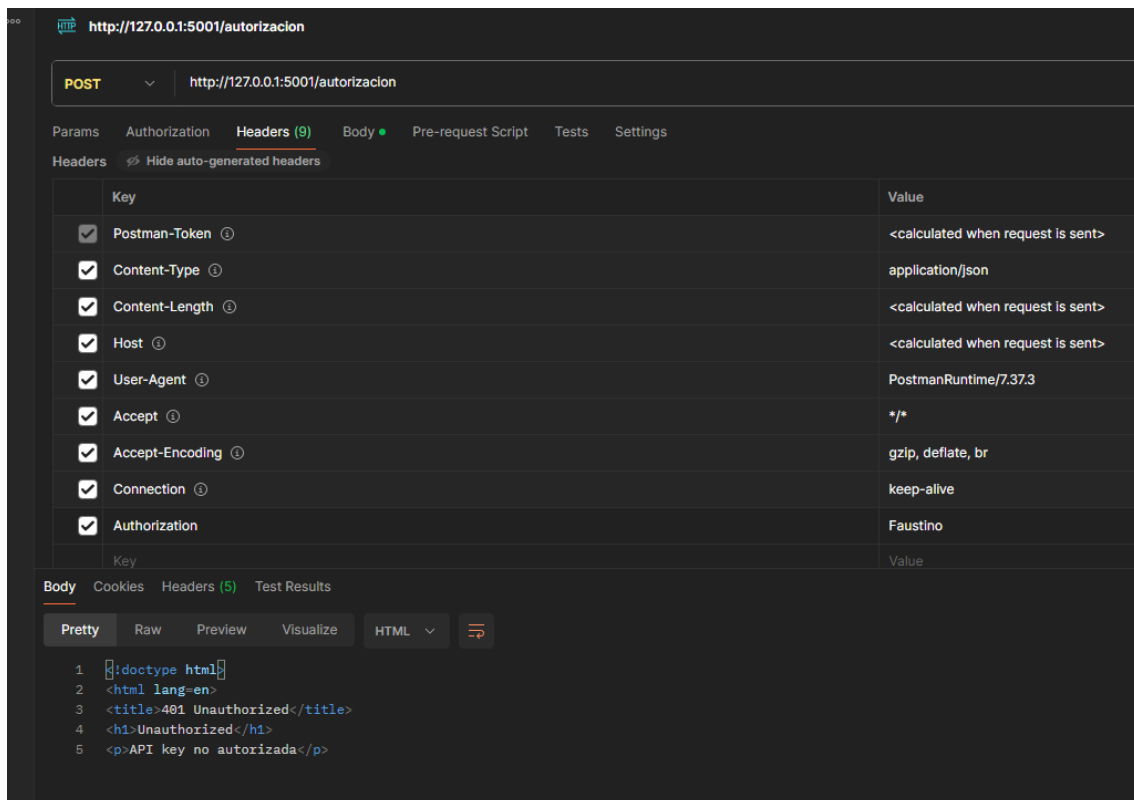 HTTP http://127.0.0.1:5001/autorizacion
POST http://127.0.0.1:5001/autorizacion
Params Authorization Headers (9) Body Pre-request Script Tests Settings
Headers Hide auto-generated headers
Key Value
Postman-Token <calculated when request is sent>
Content-Type application/json
Content-Length <calculated when request is sent>
Host <calculated when request is sent>
User-Agent PostmanRuntime/7.37.3
Accept */*
Accept-Encoding gzip, deflate, br
Connection keep-alive
Authorization Faustino
Key Value
Body Cookies Headers (5) Test Results
Pretty Raw Preview Visualize HTML
1 <!doctype html>
2 <html lang=en>
3 <title>401 Unauthorized</title>
4 <h1>Unauthorized</h1>
5 <p>API key no autorizada</p>